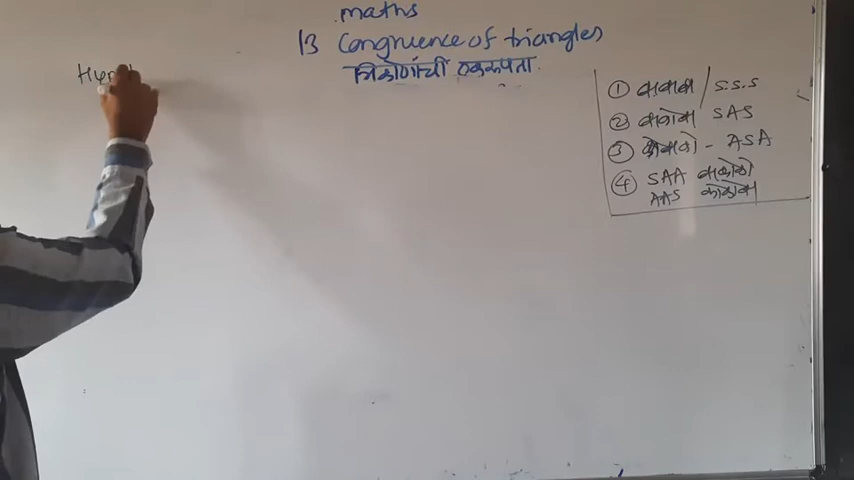 maths
13 Congruence of triangles
त्रिकोणांची एकरूपता
① बाबाबा / S.S.S
② बाकोबा SAS
③ कोबाको - ASA
④ SAA बाकोको
AAS कोकोबा